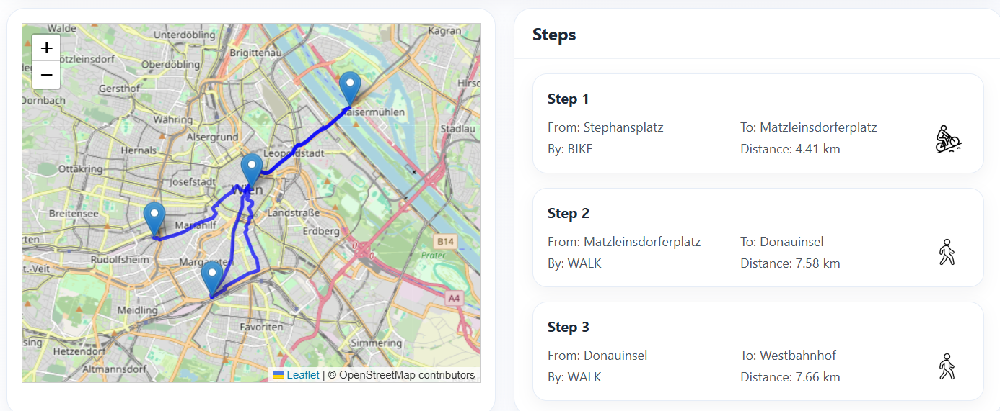 Walde
Unterdöbling
Kagran
+
ötzleinsdorf
Brigittenau
Oberdöbling
−
Gersthof
Hirsc
Dornbach
Kaisermühlen
Währing
Stadlau
Alsergrund
Hernals
Leopoldstadt
Ottakring
Josefstadt
Wien
Breitensee
Landstraße
Mariahilf
Erdberg
B14
Prater
Rudolfsheim
Margareten
t.-Veit
A4
Meidling
Favoriten
Simmering
sing
Hetzendorf
Altmannsdorf
Leaflet | © OpenStreetMap contributors
Steps
Step 1
From: Stephansplatz To: Matzleinsdorferplatz
By: BIKE Distance: 4.41 km
Step 2
From: Matzleinsdorferplatz To: Donauinsel
By: WALK Distance: 7.58 km
Step 3
From: Donauinsel To: Westbahnhof
By: WALK Distance: 7.66 km